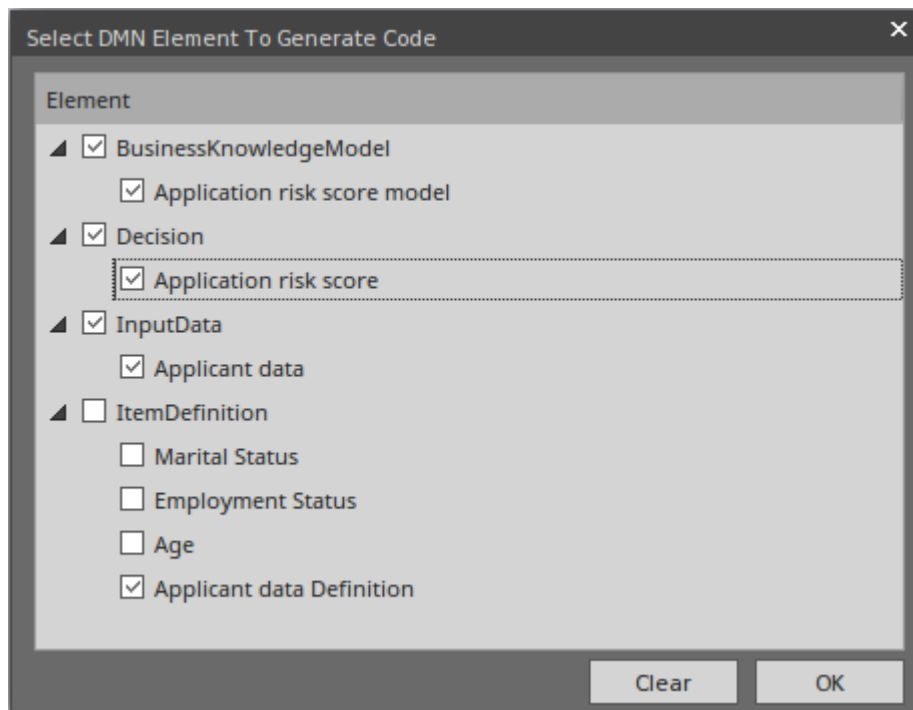 Select DMN Element To Generate Code
Element
BusinessKnowledgeModel
Application risk score model
Decision
Application risk score
InputData
Applicant data
ItemDefinition
Marital Status
Employment Status
Age
Applicant data Definition
Clear OK